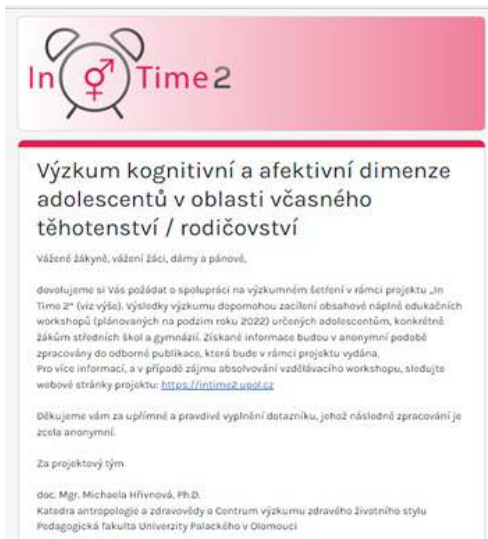 In Time 2
Výzkum kognitivní a afektivní dimenze
adolescentů v oblasti včasného
těhotenství / rodičovství
Vážené žákyně, vážení žáci, dámy a pánové,
dovolujeme si Vás požádat o spolupráci na výzkumném šetření v rámci projektu „In
Time 2" (viz výše). Výsledky výzkumu dopomohou zacílení obsahové náplně edukačních
workshopů (plánovaných na podzim roku 2022) určených adolescentům, konkrétně
žákům středních škol a gymnázií. Získané informace budou v anonymní podobě
zpracovány do odborné publikace, která bude v rámci projektu vydána.
Pro více informací, a v případě zájmu absolvování vzdělávacího workshopu, sledujte
webové stránky projektu: https://intime2.upol.cz
Děkujeme vám za upřímné a pravdivé vyplnění dotazníku, jehož následné zpracování je
zcela anonymní.
Za projektový tým
doc. Mgr. Michaela Hřivnová, Ph.D.
Katedra antropologie a zdravovědy a Centrum výzkumu zdravého životního stylu
Pedagogická fakulta Univerzity Palackého v Olomouci